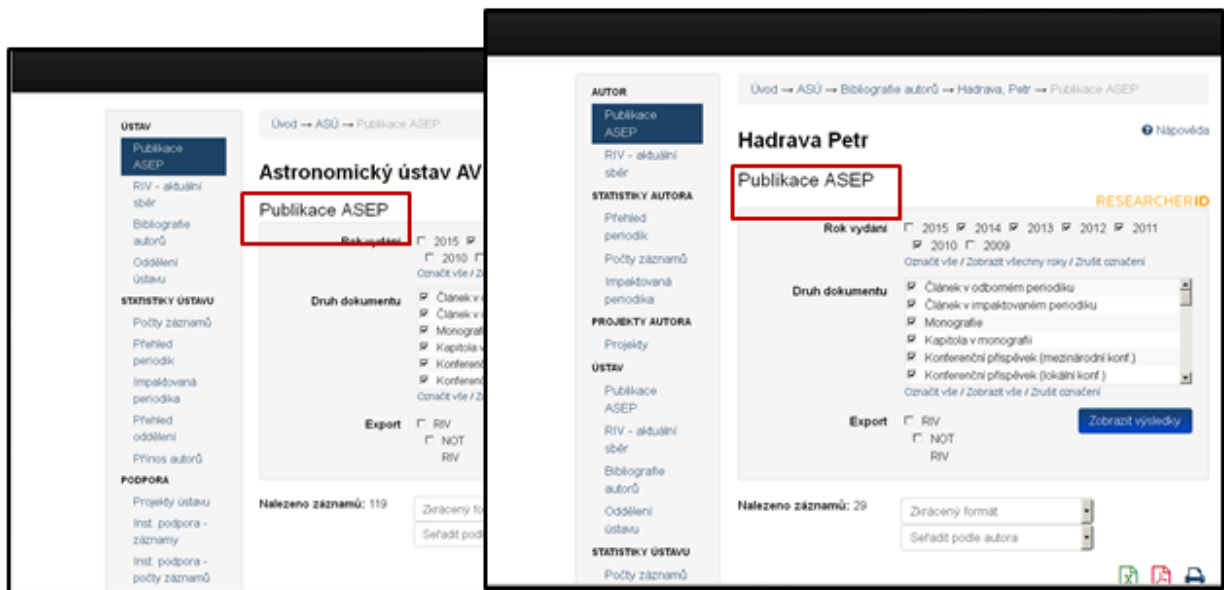 ÚSTAV
Publikace
ASEP
RIV - aktuální
sběr
Bibliografie
autorů
Oddělení
ústavu
STATISTIKY ÚSTAVU
Počty záznamů
Přehled
periodik
Impaktovaná
periodika
Přehled
oddělení
Přínos autorů
PODPORA
Projekty ústavu
Inst. podpora -
záznamy
Inst. podpora -
počty záznamů
Úvod → ASÚ → Publikace ASEP
Astronomický ústav AV
Publikace ASEP
Rok vydání 2015
2010
Označit vše /
Druh dokumentu
Článek v
Článek v
Monografi
Kapitola v
Konferenč
Konferenč
Označit vše /
Export RIV
NOT
RIV
Nalezeno záznamů: 119
Zkrácený fo
Seřadit podl
AUTOR
Publikace
ASEP
RIV - aktuální
sběr
STATISTIKY AUTORA
Přehled
periodik
Počty záznamů
Impaktovaná
periodika
PROJEKTY AUTORA
Projekty
ÚSTAV
Publikace
ASEP
RIV - aktuální
sběr
Bibliografie
autorů
Oddělení
ústavu
STATISTIKY ÚSTAVU
Počty záznamů
Úvod → ASÚ → Bibliografie autorů → Hadrava, Petr → Publikace ASEP
Nápověda
Hadrava Petr
Publikace ASEP
RESEARCHERID
Rok vydání 2015 2014 2013 2012 2011
2010 2009
Označit vše / Zobrazit všechny roky / Zrušit označení
Druh dokumentu
Článek v odborném periodiku
Článek v impaktovaném periodiku
Monografie
Kapitola v monografii
Konferenční příspěvek (mezinárodní konf.)
Konferenční příspěvek (lokální konf.)
Označit vše / Zobrazit vše / Zrušit označení
Export RIV
NOT
RIV
Zobrazit výsledky
Nalezeno záznamů: 29
Zkrácený formát
Seřadit podle autora